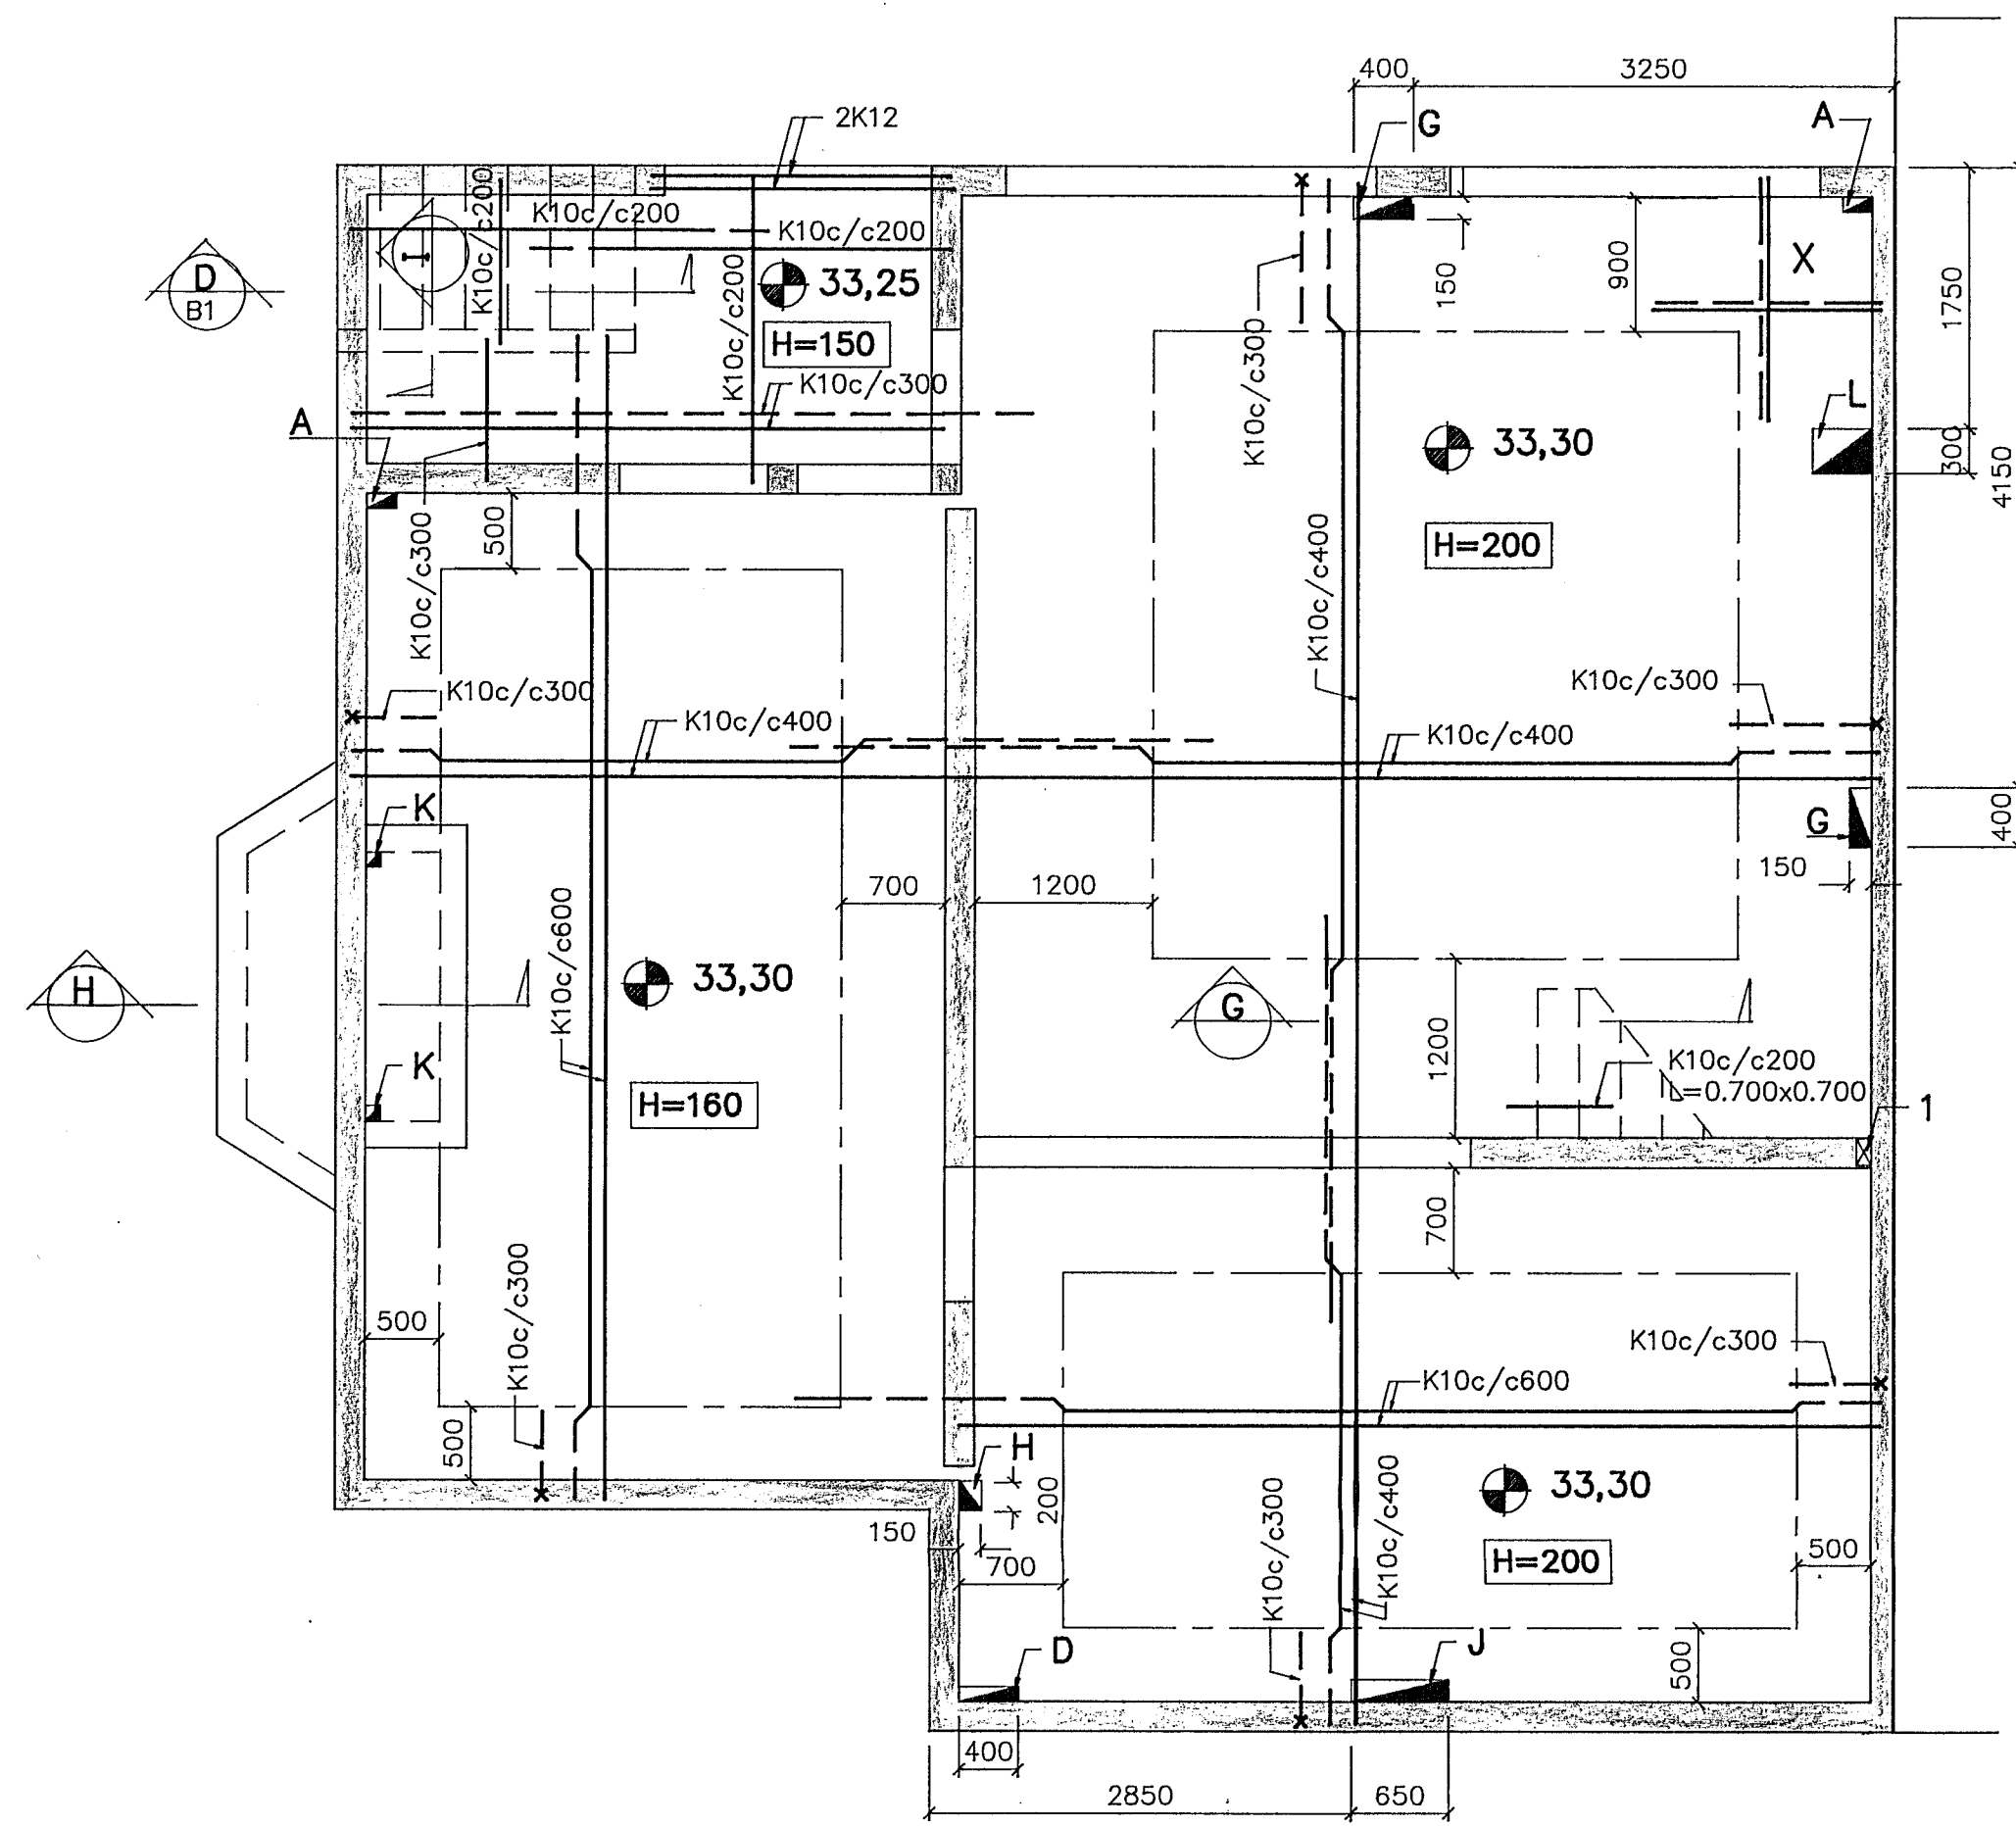 400
3250
2K12
G
A
K10c/c200
K10c/c200
K10c/c200
D
B1
I
K10c/c200
33,25
H=150
K10c/c300
A
K10c/c300
150
900
X
1750
L
300
4150
33,30
H=200
K10c/c300
500
K10c/c400
K10c/c300
K10c/c400
K10c/c300
K10c/c400
K
G
400
150
700
1200
K10c/c600
33,30
H
G
1200
K10c/c200
L=0.700x0.700
K
H=160
1
700
500
K10c/c300
K10c/c300
K10c/c600
500
H
200
33,30
H=200
150
700
500
K10c/c300
K10c/c400
D
J
500
400
2850
650